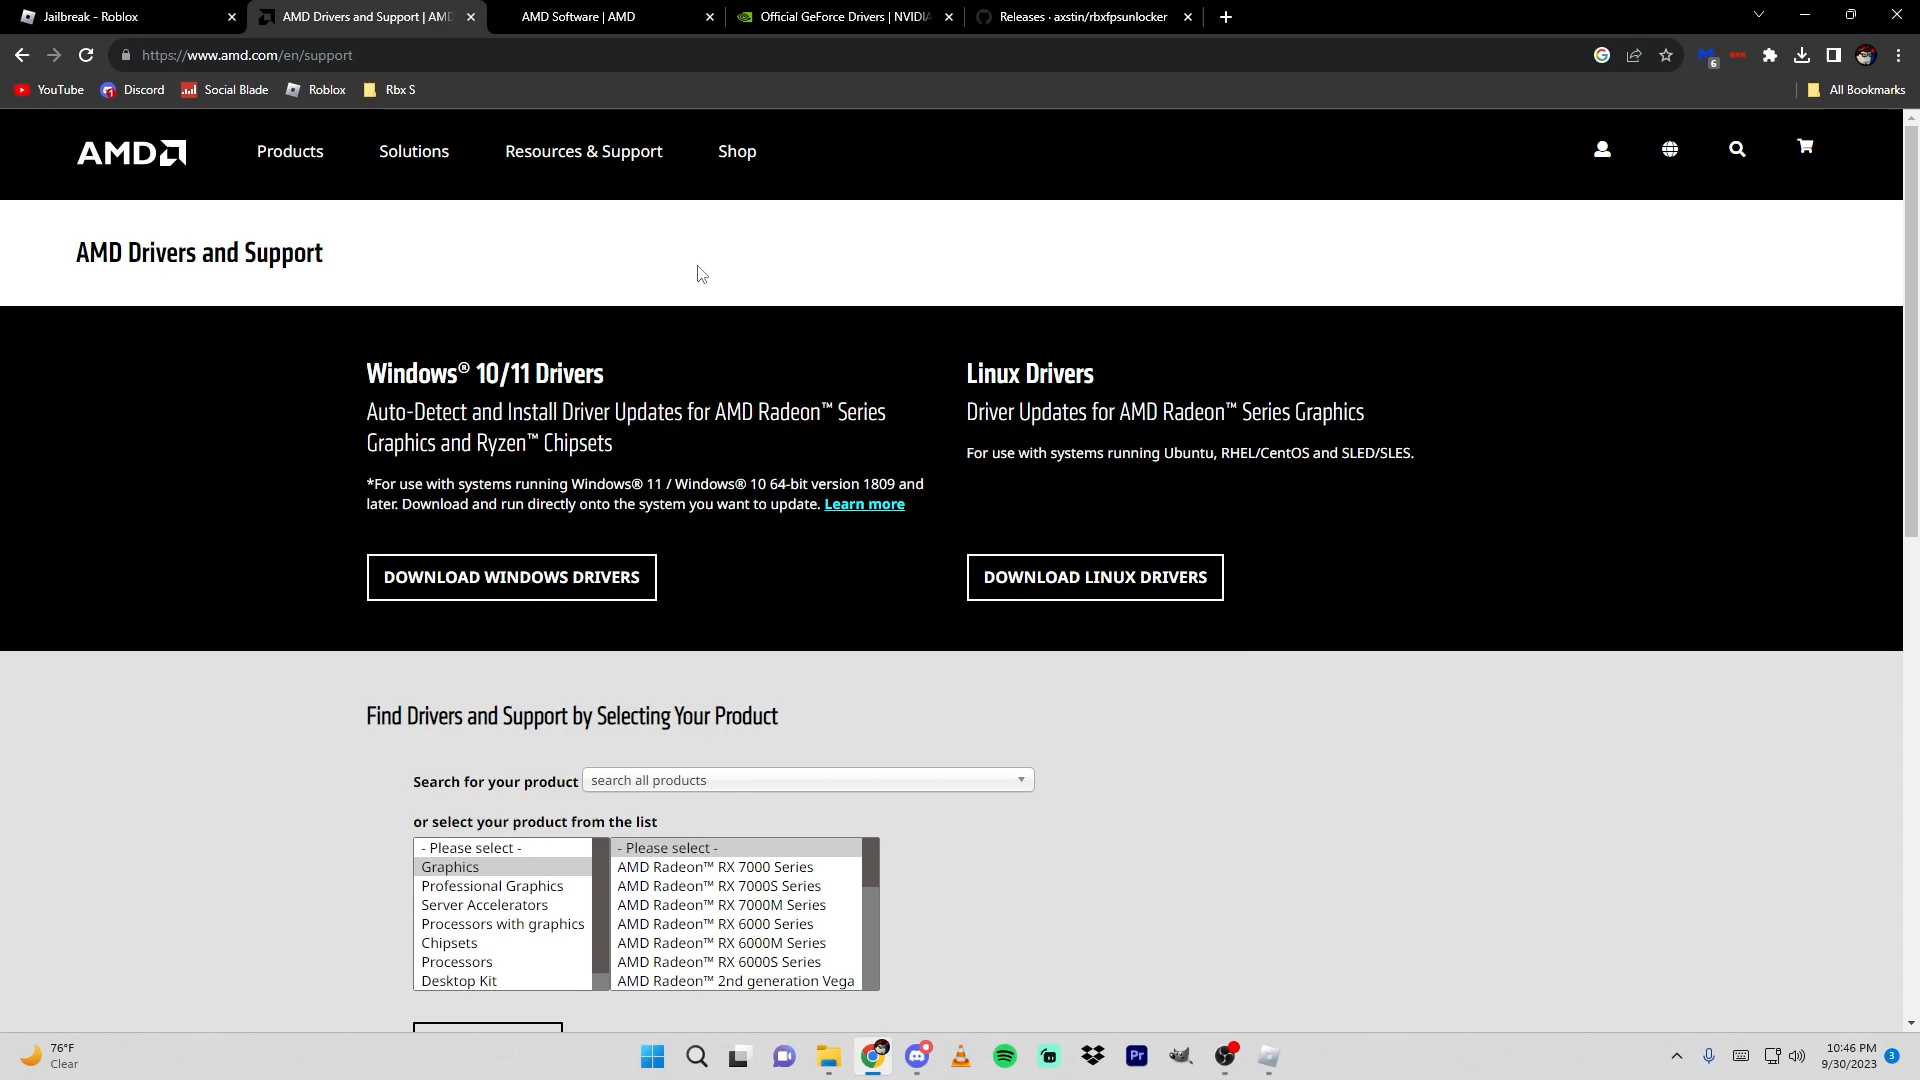 Jailbreak - Roblox
AMD Drivers and Support | AMD
AMD Software | AMD
Official GeForce Drivers | NVIDIA
Releases · axstin/rbxfpsunlocker
https://www.amd.com/en/support
6
YouTube
Discord
Social Blade
Roblox
Rbx S
All Bookmarks
AMD
Products
Solutions
Resources & Support
Shop
AMD Drivers and Support
Windows® 10/11 Drivers
Auto-Detect and Install Driver Updates for AMD Radeon™ Series
Graphics and Ryzen™ Chipsets
*For use with systems running Windows® 11 / Windows® 10 64-bit version 1809 and
later. Download and run directly onto the system you want to update. Learn more
DOWNLOAD WINDOWS DRIVERS
Linux Drivers
Driver Updates for AMD Radeon™ Series Graphics
For use with systems running Ubuntu, RHEL/CentOS and SLED/SLES.
DOWNLOAD LINUX DRIVERS
Find Drivers and Support by Selecting Your Product
Search for your product
search all products
or select your product from the list
- Please select -
Graphics
Professional Graphics
Server Accelerators
Processors with graphics
Chipsets
Processors
Desktop Kit
- Please select -
AMD Radeon™ RX 7000 Series
AMD Radeon™ RX 7000S Series
AMD Radeon™ RX 7000M Series
AMD Radeon™ RX 6000 Series
AMD Radeon™ RX 6000M Series
AMD Radeon™ RX 6000S Series
AMD Radeon™ 2nd generation Vega
76°F
Clear
Pr
10:46 PM
9/30/2023
3